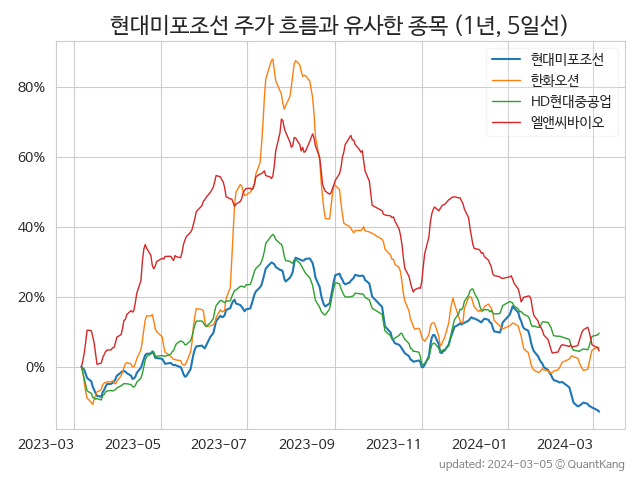 현대미포조선 주가 흐름과 유사한 종목 (1년, 5일선)
현대미포조선
한화오션
HD현대중공업
엘앤씨바이오
80%
60%
40%
20%
0%
2023-03 2023-05 2023-07 2023-09 2023-11 2024-01 2024-03
updated: 2024-03-05 © QuantKang